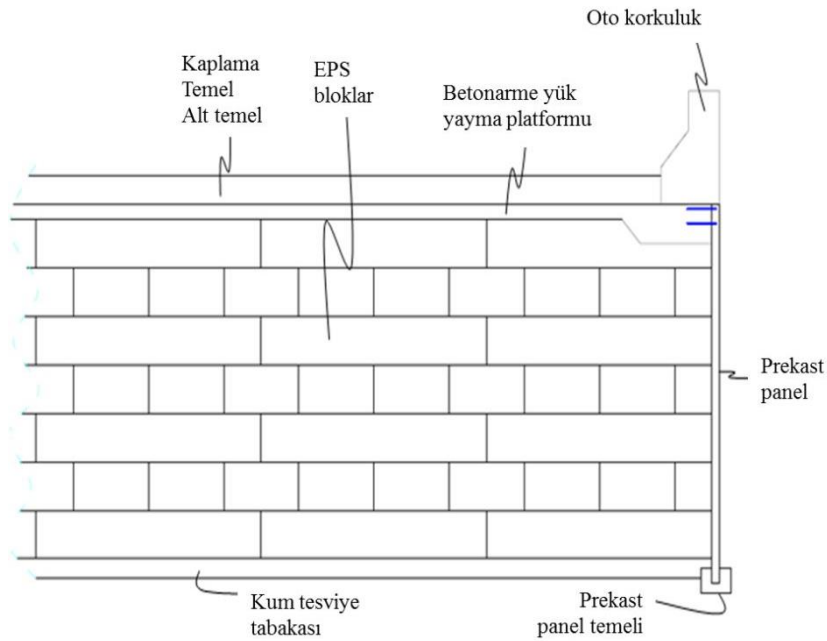 Oto korkuluk
Kaplama
Temel
Alt temel
EPS
bloklar
Betonarme yük
yayma platformu
Prekast
panel
Kum tesviye
tabakası
Prekast
panel temeli